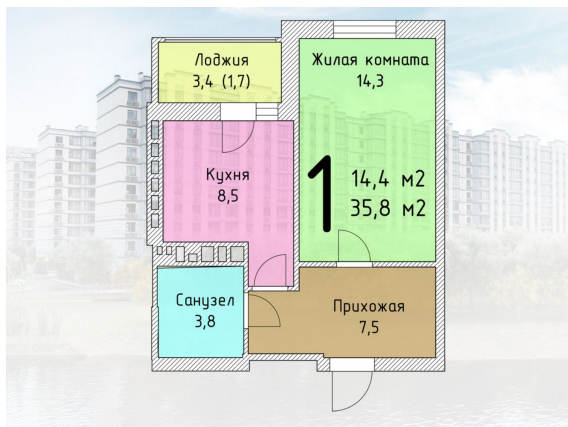 Лоджия
3,4 (1,7)
Жилая комната
14,3
Кухня
8,5
1
14,4 м2
35,8 м2
Санузел
3,8
Прихожая
7,5